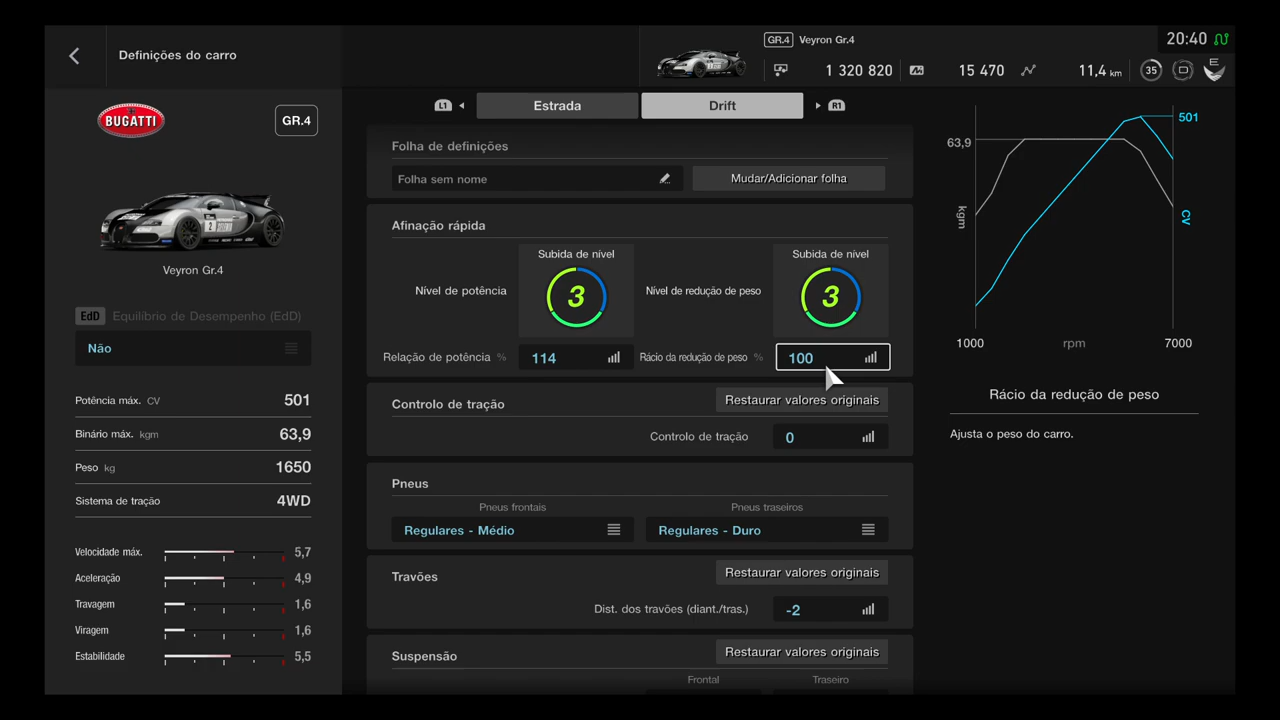 Definições do carro
GR.4 Veyron Gr.4
20:40
1 320 820
15 470
11,4 km
35
E
L1 Estrada Drift R1
BUGATTI
GR.4
Veyron Gr.4
EdD Equilíbrio de Desempenho (EdD)
Não
Potência máx. CV 501
Binário máx. kgm 63,9
Peso kg 1650
Sistema de tração 4WD
Velocidade máx. 5,7
Aceleração 4,9
Travagem 1,6
Viragem 1,6
Estabilidade 5,5
Folha de definições
Folha sem nome Mudar/Adicionar folha
Afinação rápida
Subida de nível Subida de nível
Nível de potência 3 Nível de redução de peso 3
Relação de potência % 114 Rácio da redução de peso % 100
Controlo de tração Restaurar valores originais
Controlo de tração 0
Pneus
Pneus frontais Pneus traseiros
Regulares - Médio Regulares - Duro
Travões Restaurar valores originais
Dist. dos travões (diant./tras.) -2
Suspensão Restaurar valores originais
Frontal Traseiro
501
63,9
kgm
CV
1000 rpm 7000
Rácio da redução de peso
Ajusta o peso do carro.